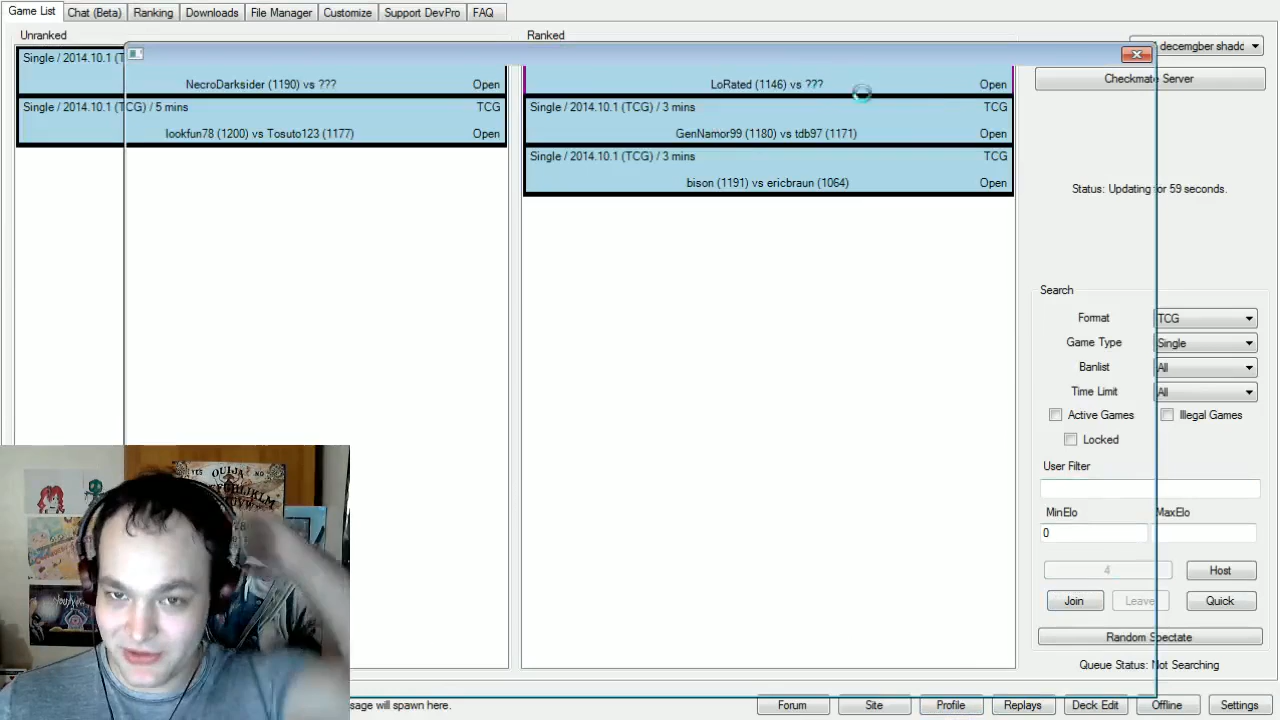 Game List
Chat (Beta)
Ranking
Downloads
File Manager
Customize
Support DevPro
FAQ
Unranked
Ranked
decemgber shadc
Single / 2014.10.1 (T
NecroDarksider (1190) vs ???
Open
LoRated (1146) vs ???
Open
Checkmate Server
Single / 2014.10.1 (TCG) / 5 mins
TCG
lookfun78 (1200) vs Tosuto123 (1177)
Open
Single / 2014.10.1 (TCG) / 3 mins
TCG
GenNamor99 (1180) vs tdb97 (1171)
Open
Single / 2014.10.1 (TCG) / 3 mins
TCG
bison (1191) vs ericbraun (1064)
Open
Status: Updating for 59 seconds.
Search
Format
TCG
Game Type
Single
Banlist
All
Time Limit
All
Active Games
Illegal Games
Locked
User Filter
MinElo
MaxElo
0
4
Host
Join
Leave
Quick
Random Spectate
Queue Status: Not Searching
YES
OUIJA
NO
ssage will spawn here.
Forum
Site
Profile
Replays
Deck Edit
Offline
Settings